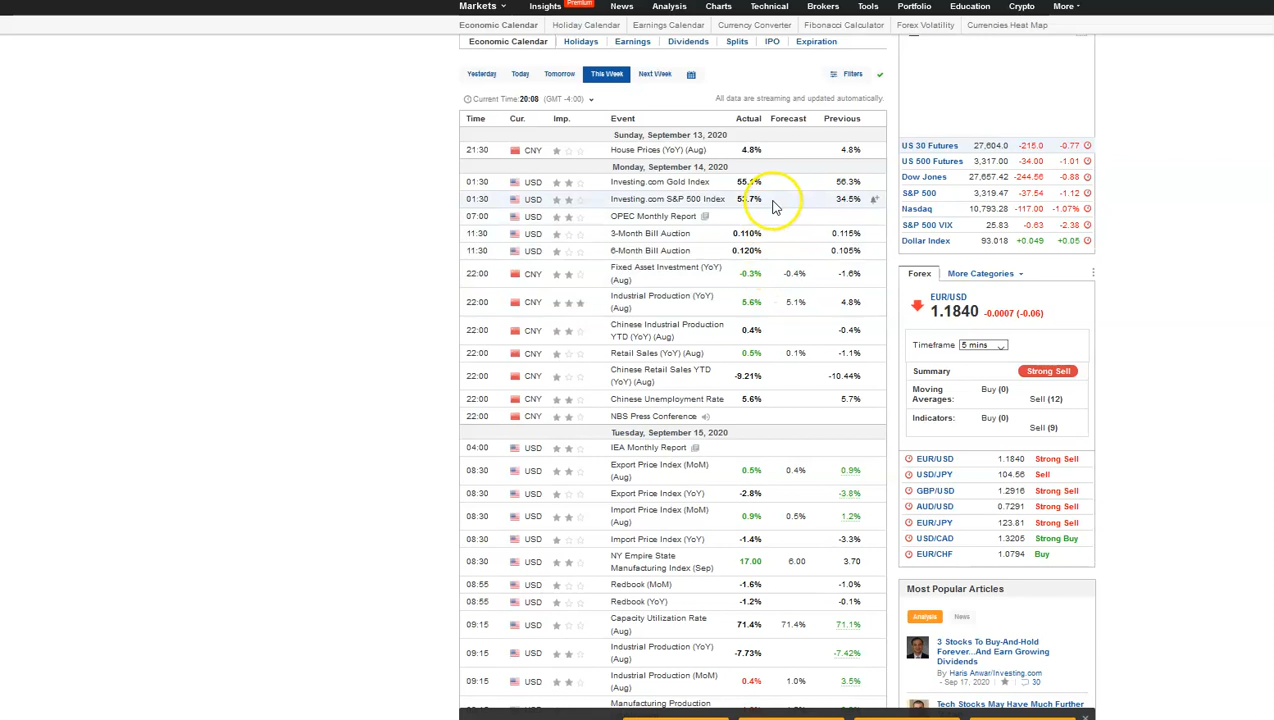 Markets Insights Premium News Analysis Charts Technical Brokers Tools Portfolio Education Crypto More
Economic Calendar Holiday Calendar Earnings Calendar Currency Converter Fibonacci Calculator Forex Volatility Currencies Heat Map
Economic Calendar Holidays Earnings Dividends Splits IPO Expiration
Yesterday Today Tomorrow This Week Next Week Filters
Current Time: 20:08 (GMT -4:00) All data are streaming and updated automatically.
Time Cur. Imp. Event Actual Forecast Previous
Sunday, September 13, 2020
21:30 CNY House Prices (YoY) (Aug) 4.8% 4.8%
Monday, September 14, 2020
01:30 USD Investing.com Gold Index 56.3%
01:30 USD Investing.com S&P 500 Index 34.5%
07:00 USD OPEC Monthly Report
11:30 USD 3-Month Bill Auction 0.110% 0.115%
11:30 USD 6-Month Bill Auction 0.120% 0.105%
22:00 CNY Fixed Asset Investment (YoY) (Aug) -0.3% -0.4% -1.6%
22:00 CNY Industrial Production (YoY) (Aug) 5.6% 5.1% 4.8%
22:00 CNY Chinese Industrial Production YTD (YoY) (Aug) 0.4% -0.4%
22:00 CNY Retail Sales (YoY) (Aug) 0.5% 0.1% -1.1%
22:00 CNY Chinese Retail Sales YTD (YoY) (Aug) -9.21% -10.44%
22:00 CNY Chinese Unemployment Rate 5.6% 5.7%
22:00 CNY NBS Press Conference
Tuesday, September 15, 2020
04:00 USD IEA Monthly Report
08:30 USD Export Price Index (MoM) (Aug) 0.5% 0.4% 0.9%
08:30 USD Export Price Index (YoY) -2.8% -3.8%
08:30 USD Import Price Index (MoM) (Aug) 0.9% 0.5% 1.2%
08:30 USD Import Price Index (YoY) -1.4% -3.3%
08:30 USD NY Empire State Manufacturing Index (Sep) 17.00 6.00 3.70
08:55 USD Redbook (MoM) -1.6% -1.0%
08:55 USD Redbook (YoY) -1.2% -0.1%
09:15 USD Capacity Utilization Rate (Aug) 71.4% 71.4% 71.1%
09:15 USD Industrial Production (YoY) (Aug) -7.73% -7.42%
09:15 USD Industrial Production (MoM) (Aug) 0.4% 1.0% 3.5%
Manufacturing Production
US 30 Futures 27,604.0 -215.0 -0.77
US 500 Futures 3,317.00 -34.00 -1.01
Dow Jones 27,657.42 -244.56 -0.88
S&P 500 3,319.47 -37.54 -1.12
Nasdaq 10,793.28 -117.00 -1.07%
S&P 500 VIX 25.83 -0.63 -2.38
Dollar Index 93.018 +0.049 +0.05
Forex More Categories
EUR/USD
1.1840 -0.0007 (-0.06)
Timeframe 5 mins
Summary Strong Sell
Moving Averages: Buy (0) Sell (12)
Indicators: Buy (0) Sell (9)
EUR/USD 1.1840 Strong Sell
USD/JPY 104.56 Sell
GBP/USD 1.2916 Strong Sell
AUD/USD 0.7291 Strong Sell
EUR/JPY 123.81 Strong Sell
USD/CAD 1.3205 Strong Buy
EUR/CHF 1.0794 Buy
Most Popular Articles
Analysis News
3 Stocks To Buy-And-Hold
Forever...And Earn Growing
Dividends
By Haris Anwar/Investing.com
- Sep 17, 2020 30
Tech Stocks May Have Much Further